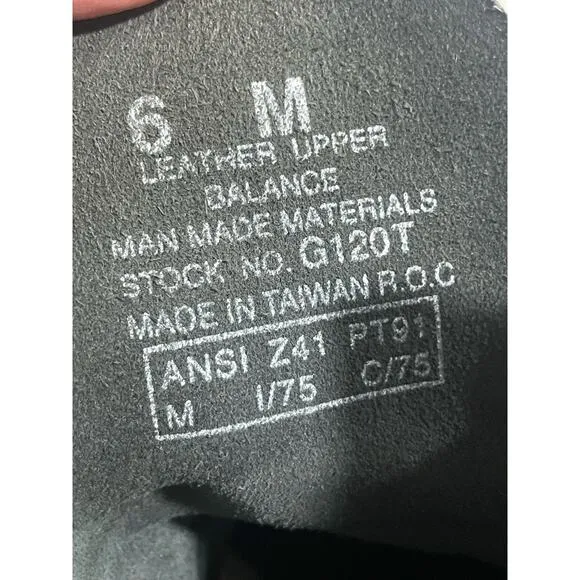 6 M
LEATHER UPPER
BALANCE
MAN MADE MATERIALS
STOCK NO. G120T
MADE IN TAIWAN R.O.C
ANSI Z41 PT91
M I/75 C/75